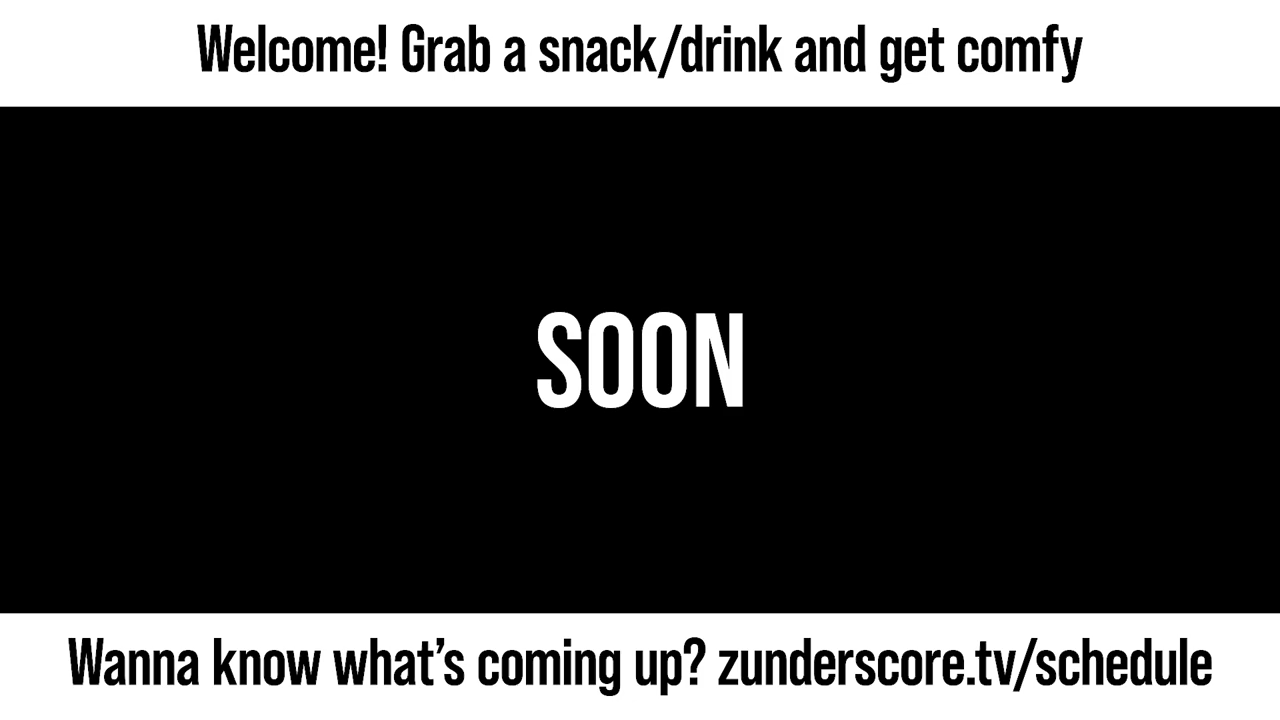 Welcome! Grab a snack/drink and get comfy
SOON
Wanna know what’s coming up? zunderscore.tv/schedule